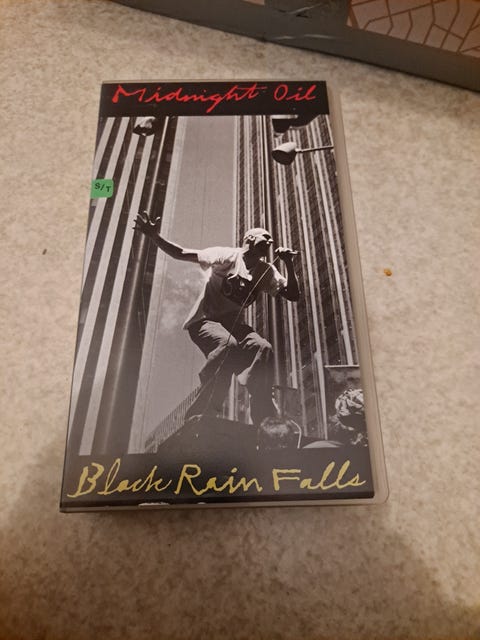 Midnight Oil
S/T
Black Rain Falls